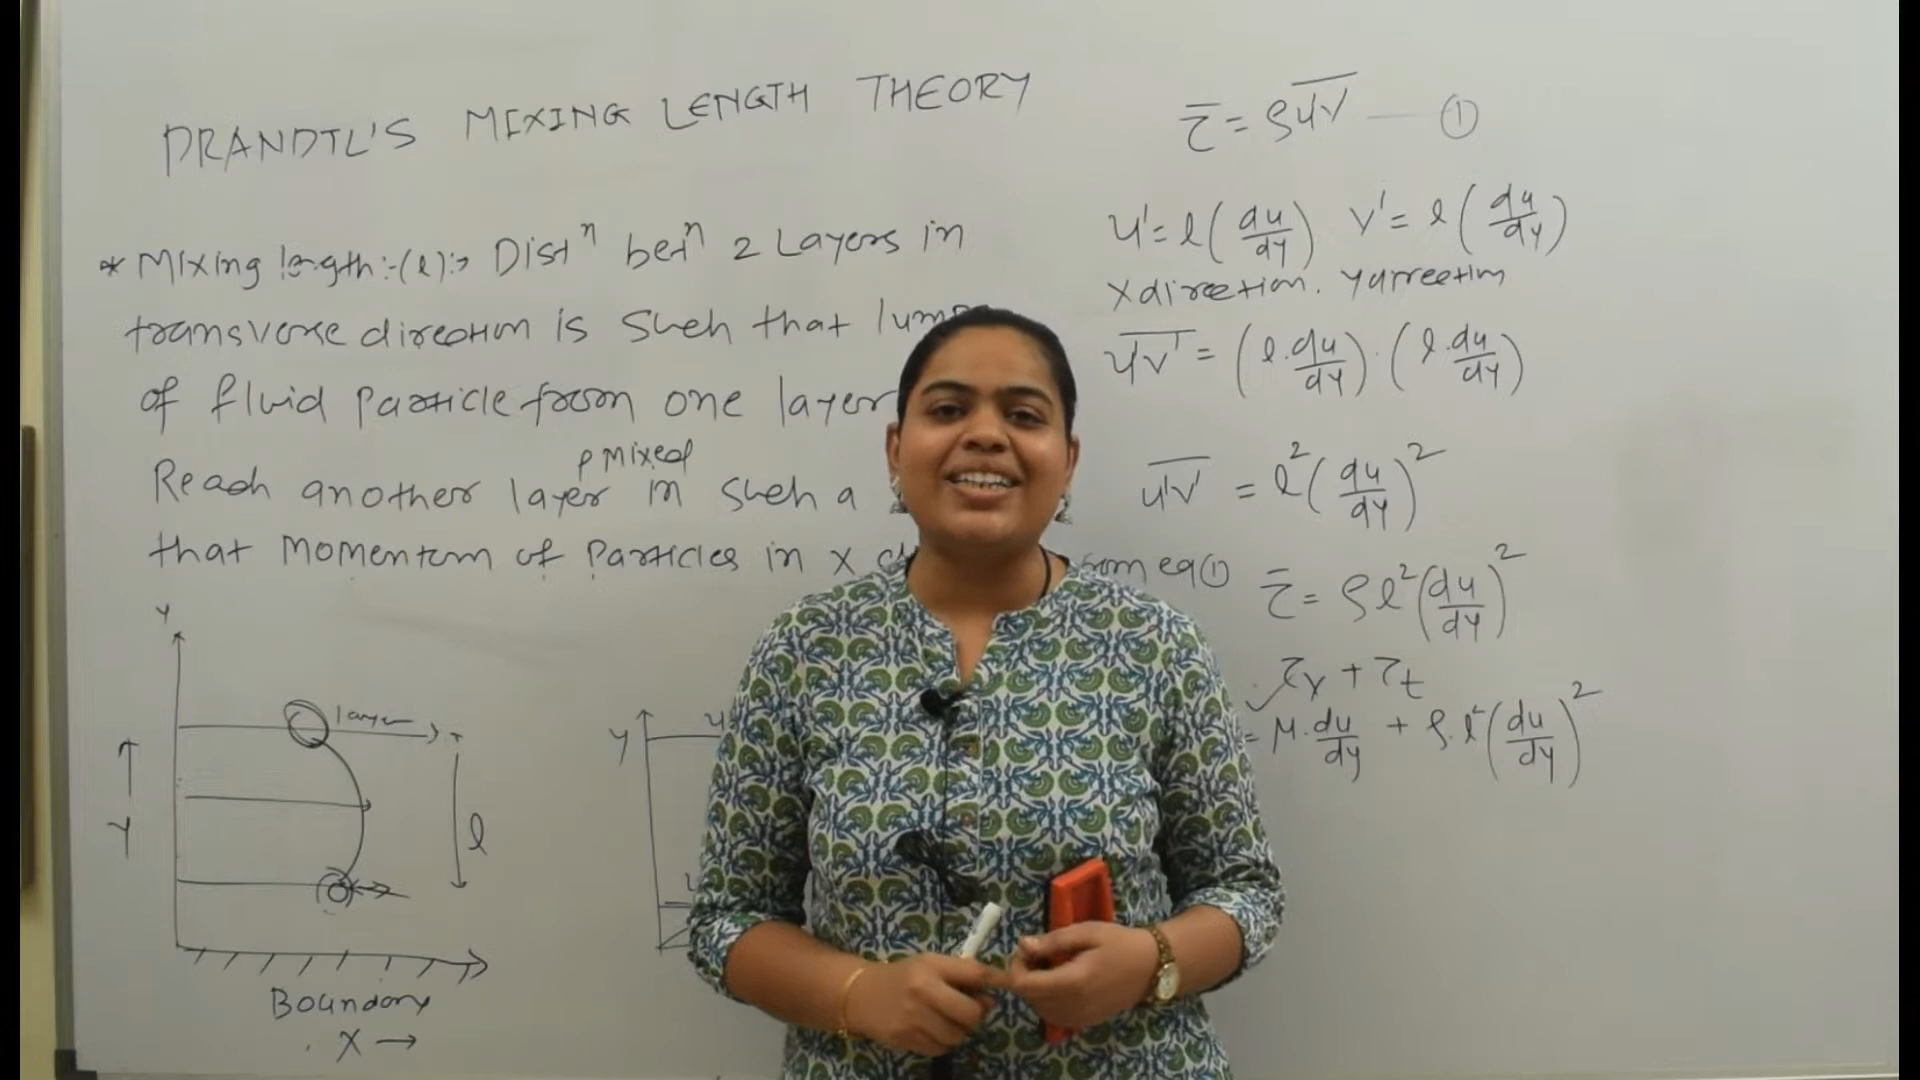 PRANDTL'S MIXING LENGTH THEORY
* Mixing length:-(l):→ Distⁿ betⁿ 2 Layers in
transverse direction is Such that lump
of fluid Particle from one layer
Reach another layer in such a
Mixed
that Momentum of Particles in X
Y
layer
Y
l
Boundary
X →
y
u
τ̄ = ρ u'v' — ①
u' = l (du/dy) v' = l (du/dy)
X direction. Y direction
u'v' = (l.du/dy).(l.du/dy)
u'v' = l² (du/dy)²
eq ① τ̄ = ρ l² (du/dy)²
τv + τt
= μ.du/dy + ρ.l² (du/dy)²